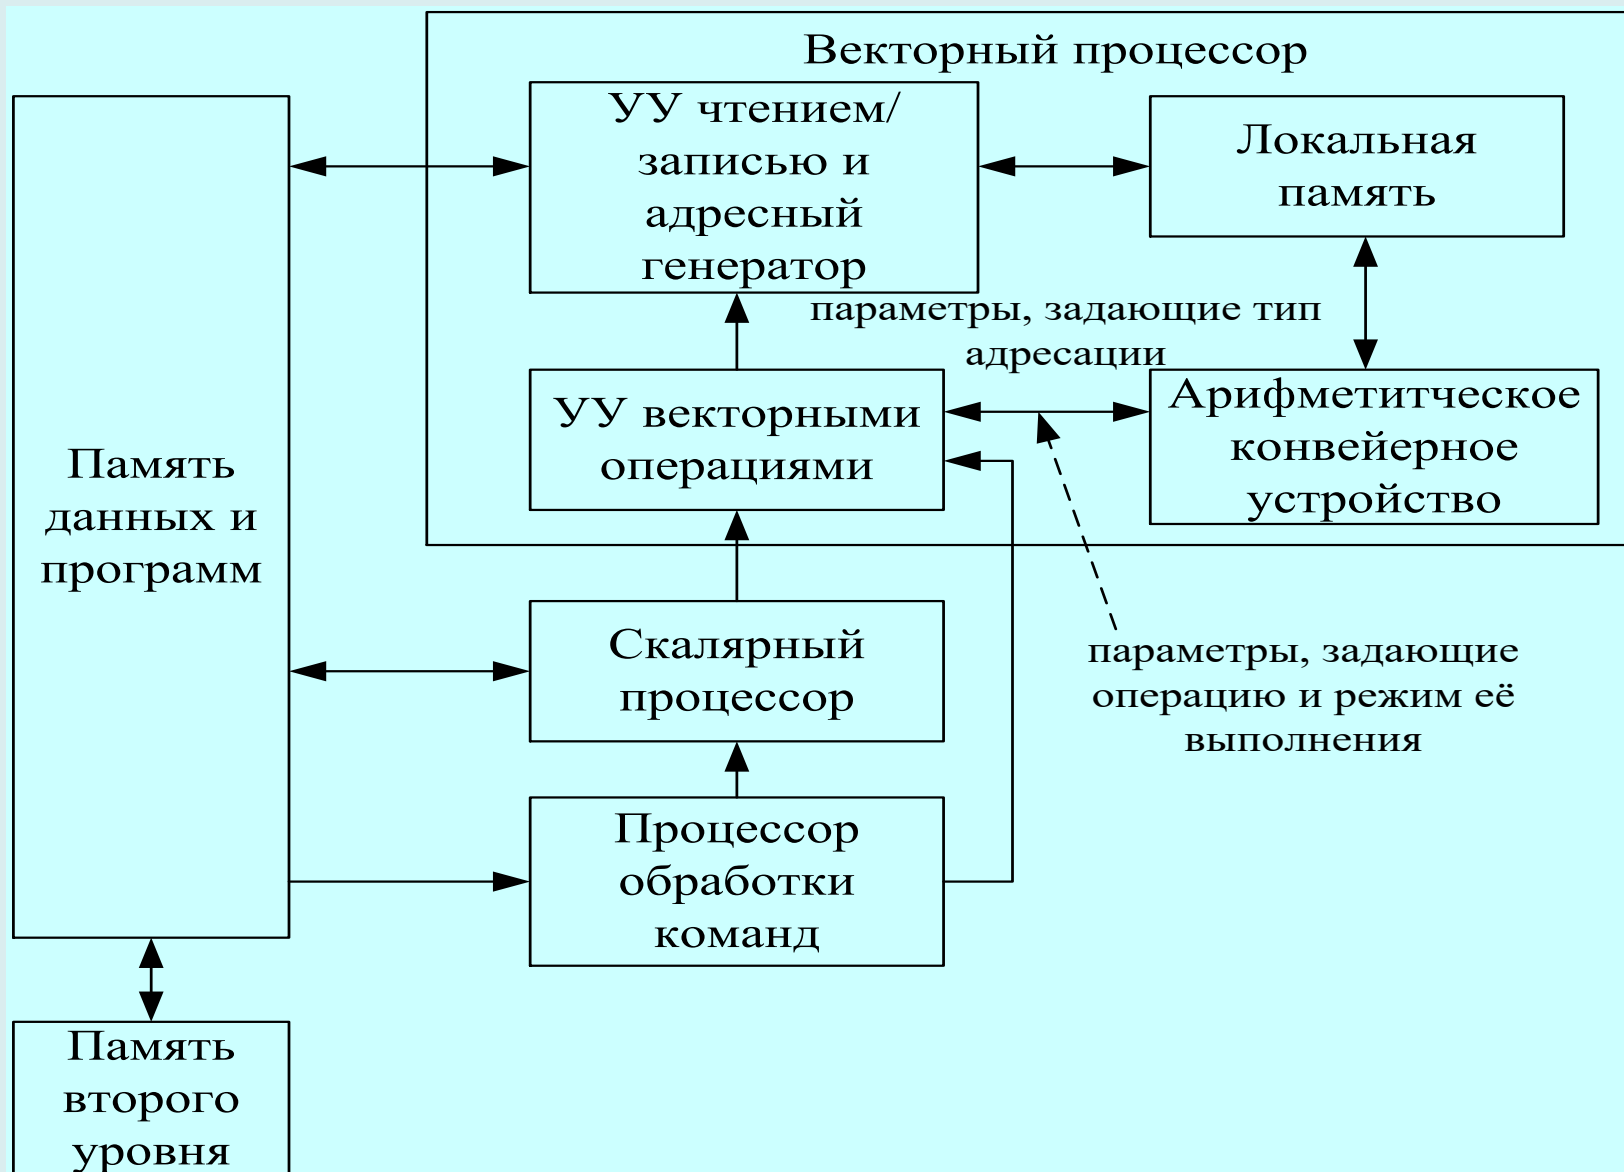 Векторный процессор
УУ чтением/
записью и
адресный
генератор
Локальная
память
параметры, задающие тип
адресации
УУ векторными
операциями
Арифметитческое
конвейерное
устройство
Память
данных и
программ
Скалярный
процессор
параметры, задающие
операцию и режим её
выполнения
Процессор
обработки
команд
Память
второго
уровня